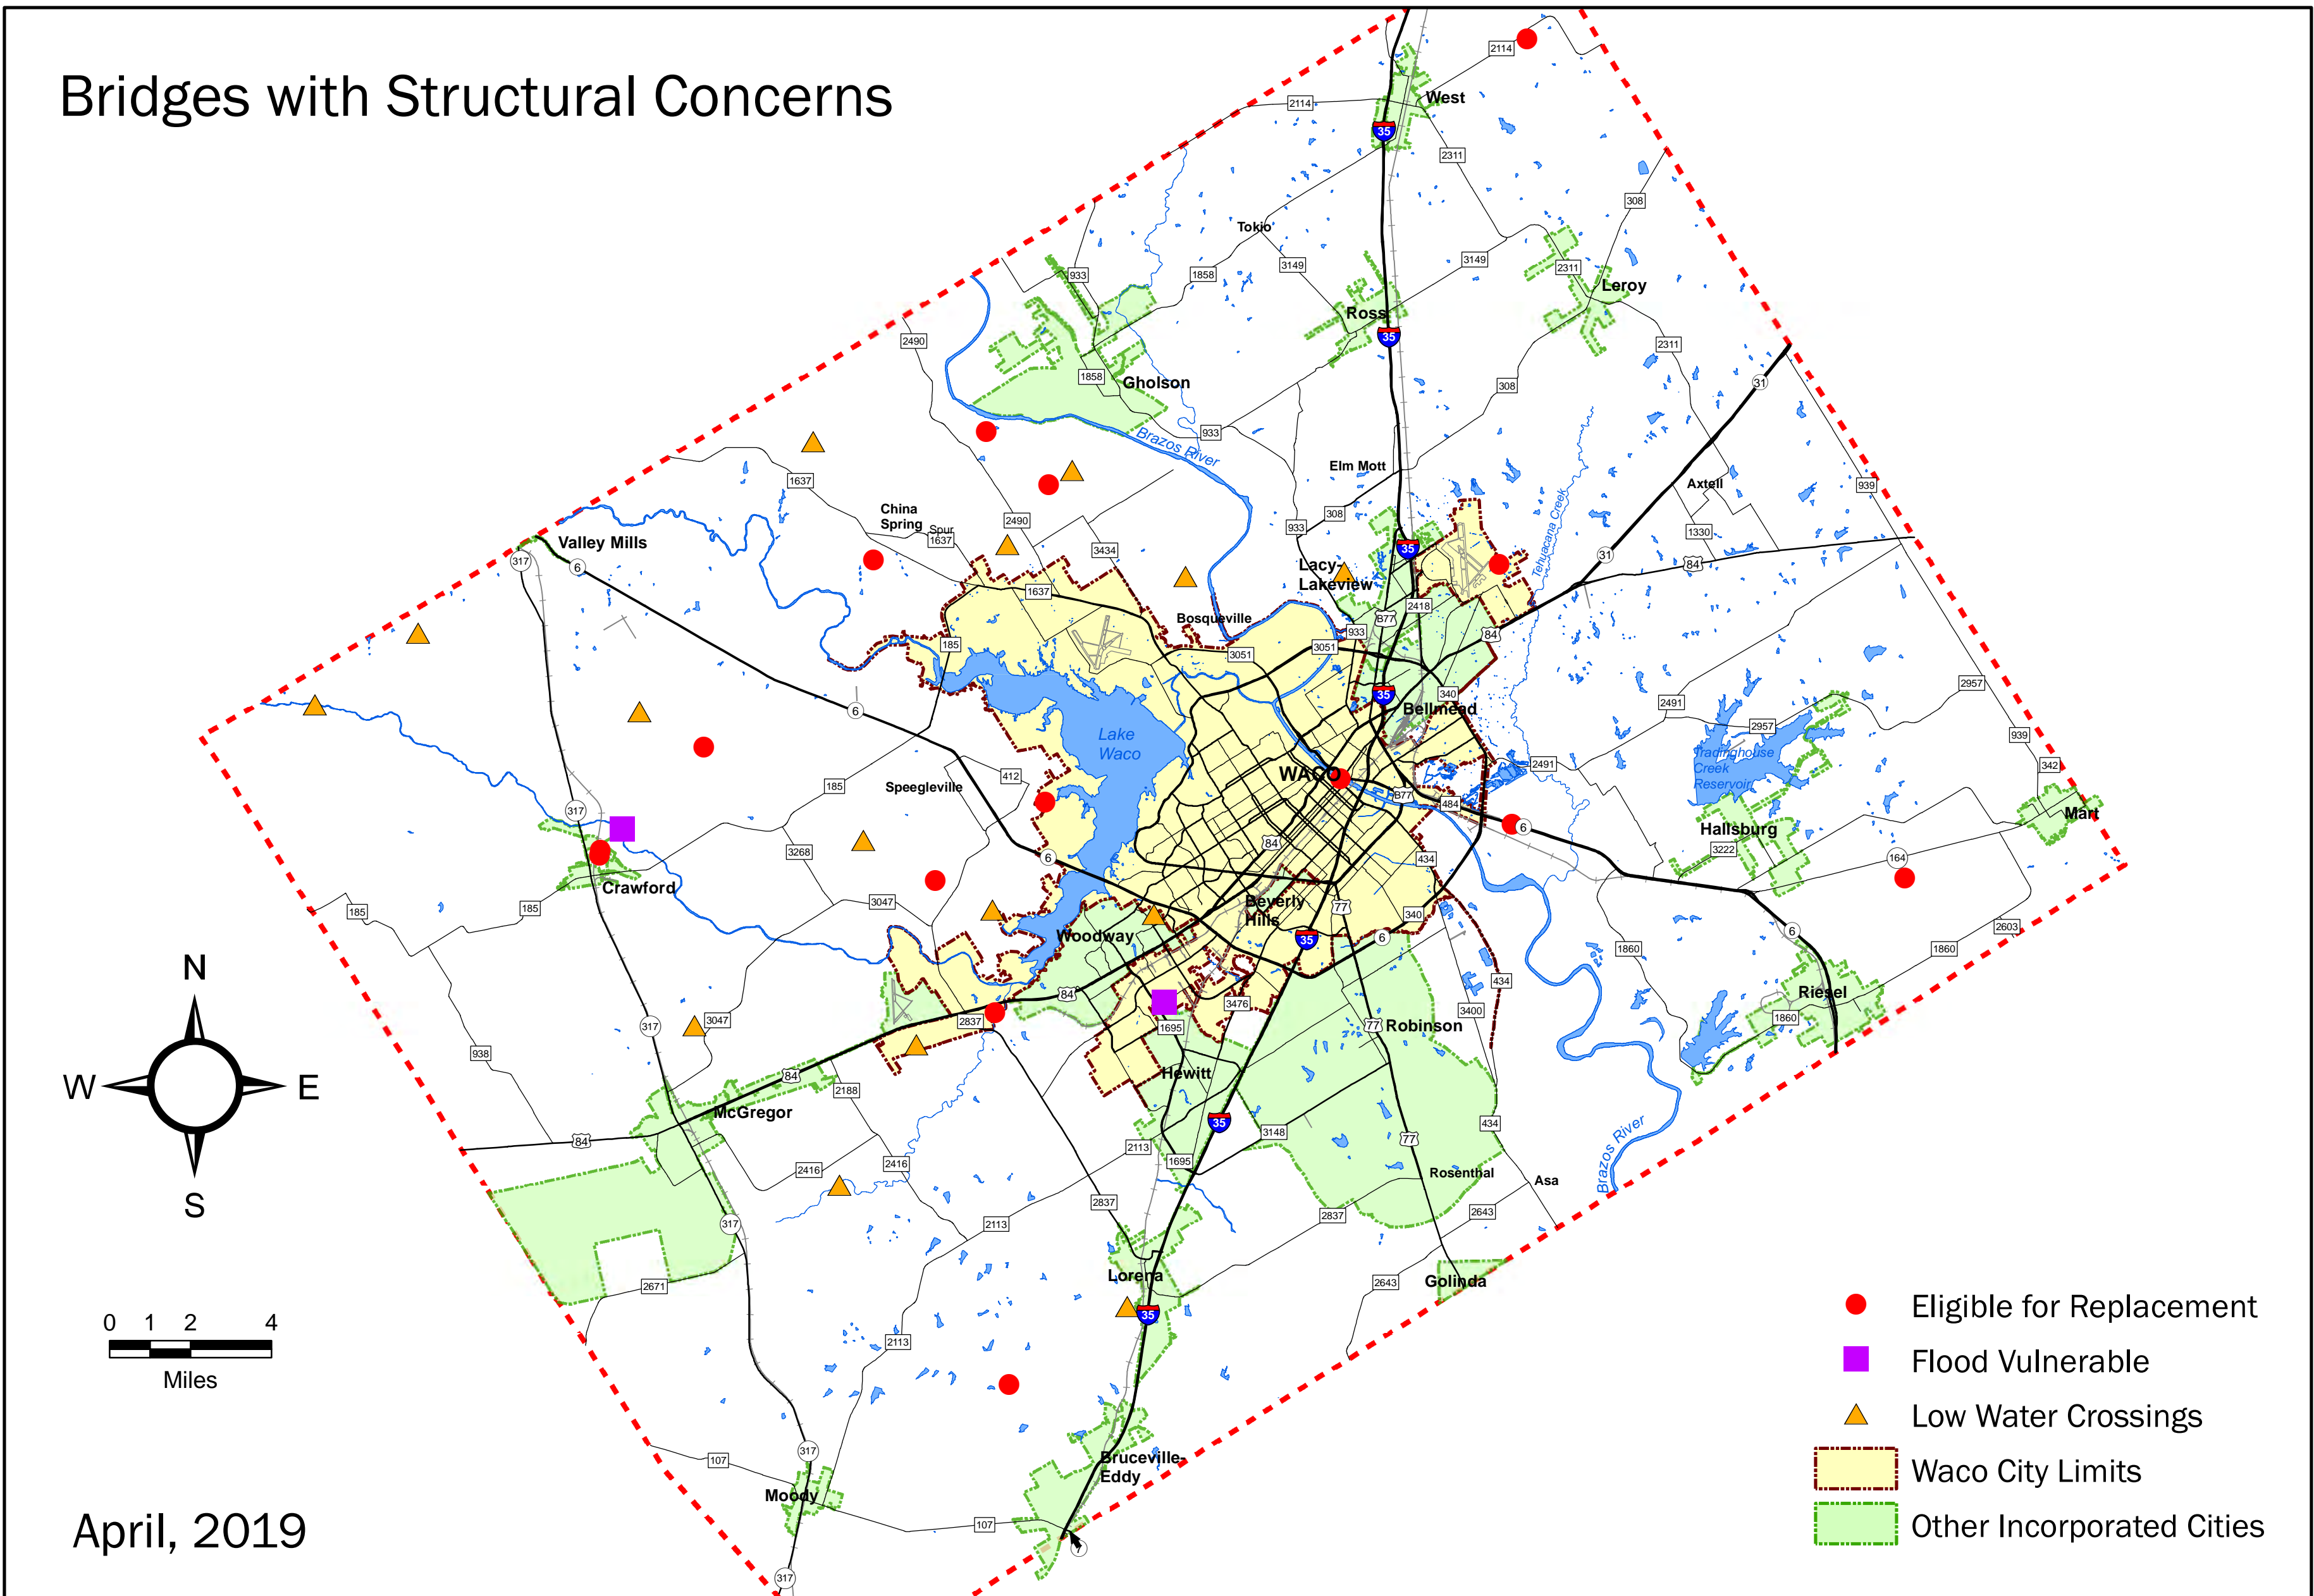 Bridges with Structural Concerns
2114
West
2114
35
2311
308
Tokio
933
1858
3149
3149
2311
Leroy
Ross
35
2490
2311
1858
Gholson
31
308
933
Brazos River
Elm Mott
1637
Axtell
939
China
Spring
Spur
1637
2490
308
933
Tehuacana Creek
1330
Valley Mills
3434
35
317
6
31
84
Lacy-
Lakeview
1637
2418
Bosqueville
B77
933
84
185
3051
3051
2957
35
340
2491
Bellmead
6
2957
Lake
Waco
939
Tradinghouse
Creek
Reservoir
2491
342
WACO
412
185
Speegleville
B77
484
317
6
Mart
Hallsburg
84
3222
3268
6
434
164
Crawford
3047
185
185
Beverly
Hills
77
340
2603
Woodway
35
6
6
1860
1860
N
84
434
Riesel
3476
3400
2837
1695
1860
3047
317
77
Robinson
938
W
E
84
Hewitt
2188
McGregor
35
434
84
3148
77
2113
1695
2416
2416
Rosenthal
Asa
Brazos River
S
2837
2643
2837
317
2113
Lorena
2643
Golinda
2671
0 1 2 4
Miles
35
2113
Eligible for Replacement
Flood Vulnerable
Low Water Crossings
Waco City Limits
Other Incorporated Cities
317
107
Bruceville-
Eddy
Moody
107
7
317
April, 2019